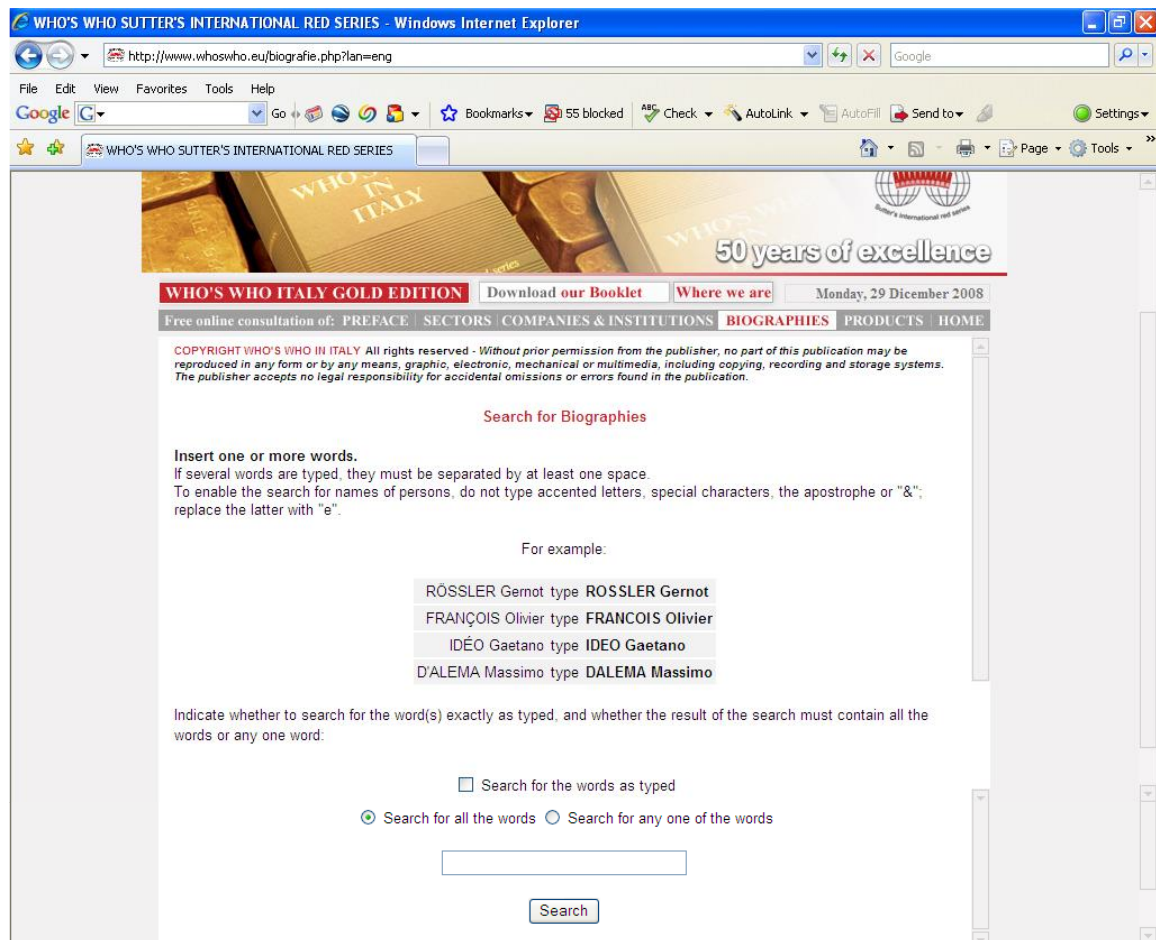 WHO'S WHO SUTTER'S INTERNATIONAL RED SERIES - Windows Internet Explorer
http://www.whoswho.eu/biografie.php?lan=eng
Google
File Edit View Favorites Tools Help
Google G Go Bookmarks 55 blocked ABC Check AutoLink AutoFill Send to Settings
WHO'S WHO SUTTER'S INTERNATIONAL RED SERIES Page Tools »
WHO'S WHO
IN
ITALY
WHO'S WHO
IN
Sutter's international red series
50 years of excellence
WHO'S WHO ITALY GOLD EDITION Download our Booklet Where we are Monday, 29 Dicember 2008
Free online consultation of: PREFACE | SECTORS | COMPANIES & INSTITUTIONS BIOGRAPHIES PRODUCTS | HOME
COPYRIGHT WHO'S WHO IN ITALY All rights reserved - Without prior permission from the publisher, no part of this publication may be
reproduced in any form or by any means, graphic, electronic, mechanical or multimedia, including copying, recording and storage systems.
The publisher accepts no legal responsibility for accidental omissions or errors found in the publication.
Search for Biographies
Insert one or more words.
If several words are typed, they must be separated by at least one space.
To enable the search for names of persons, do not type accented letters, special characters, the apostrophe or "&";
replace the latter with "e".
For example:
RÖSSLER Gernot type ROSSLER Gernot
FRANÇOIS Olivier type FRANCOIS Olivier
IDÉO Gaetano type IDEO Gaetano
D'ALEMA Massimo type DALEMA Massimo
Indicate whether to search for the word(s) exactly as typed, and whether the result of the search must contain all the
words or any one word:
Search for the words as typed
Search for all the words Search for any one of the words
Search